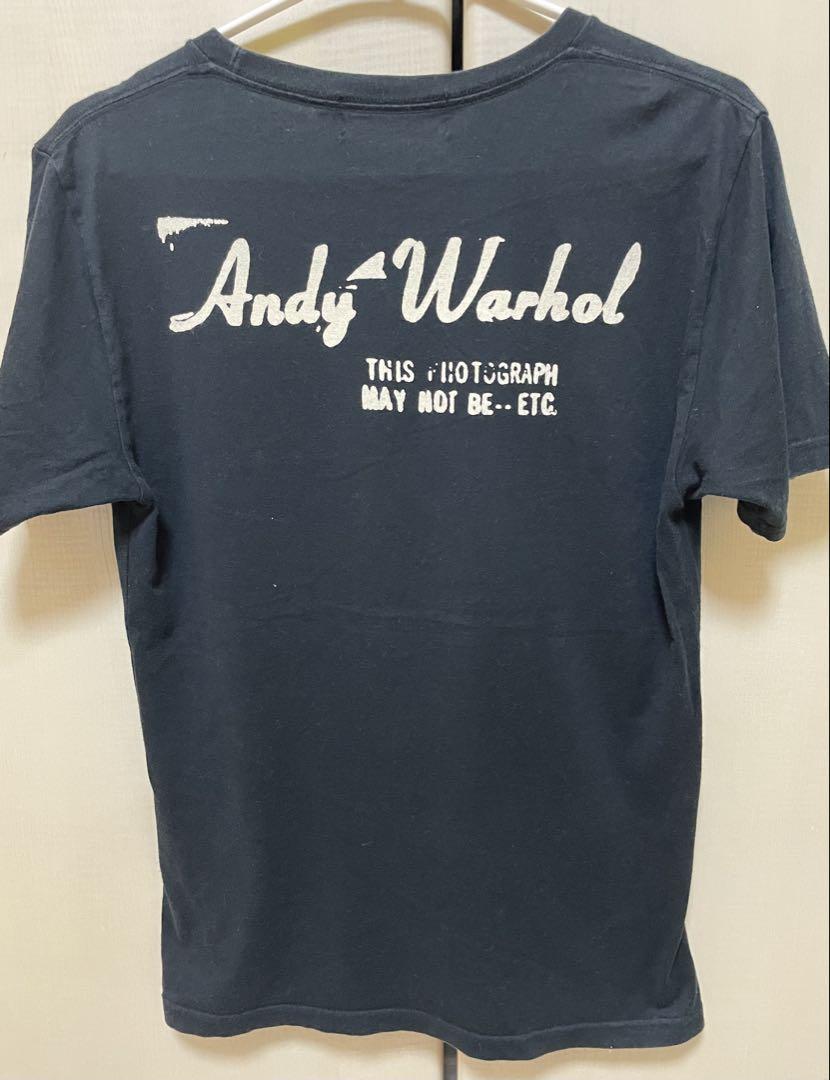 Andy Warhol
THIS PHOTOGRAPH
MAY NOT BE-- ETC.